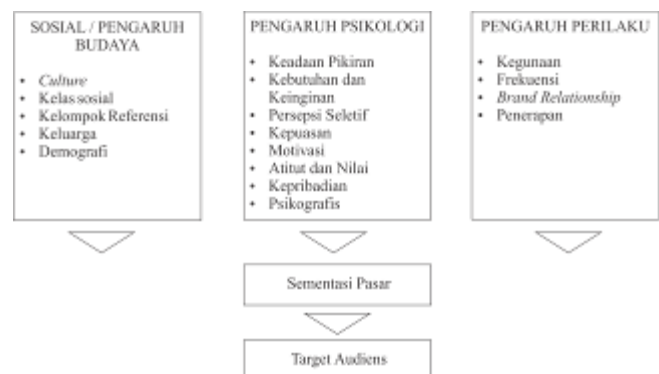 SOSIAL / PENGARUH
BUDAYA
• Culture
• Kelas sosial
• Kelompok Referensi
• Keluarga
• Demografi
PENGARUH PSIKOLOGI
• Keadaan Pikiran
• Kebutuhan dan
Keinginan
• Persepsi Seletif
• Kepuasan
• Motivasi
• Atitut dan Nilai
• Kepribadian
• Psikografis
PENGARUH PERILAKU
• Kegunaan
• Frekuensi
• Brand Relationship
• Penerapan
Sementasi Pasar
Target Audiens